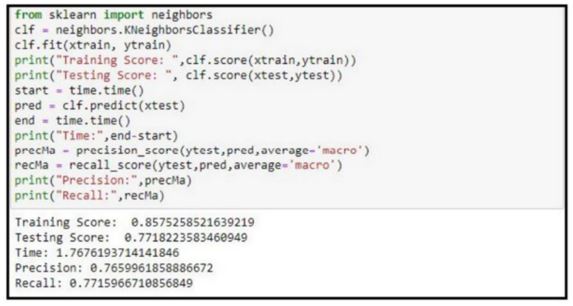 from sklearn import neighbors
clf = neighbors.KNeighborsClassifier()
clf.fit(xtrain, ytrain)
print("Training Score: ",clf.score(xtrain,ytrain))
print("Testing Score: ", clf.score(xtest,ytest))
start = time.time()
pred = clf.predict(xtest)
end = time.time()
print("Time:",end-start)
precMa = precision_score(ytest,pred,average='macro')
recMa = recall_score(ytest,pred,average='macro')
print("Precision:",precMa)
print("Recall:",recMa)
Training Score:  0.8575258521639219
Testing Score:  0.7718223583460949
Time: 1.7676193714141846
Precision: 0.7659961858886672
Recall: 0.7715966710856849